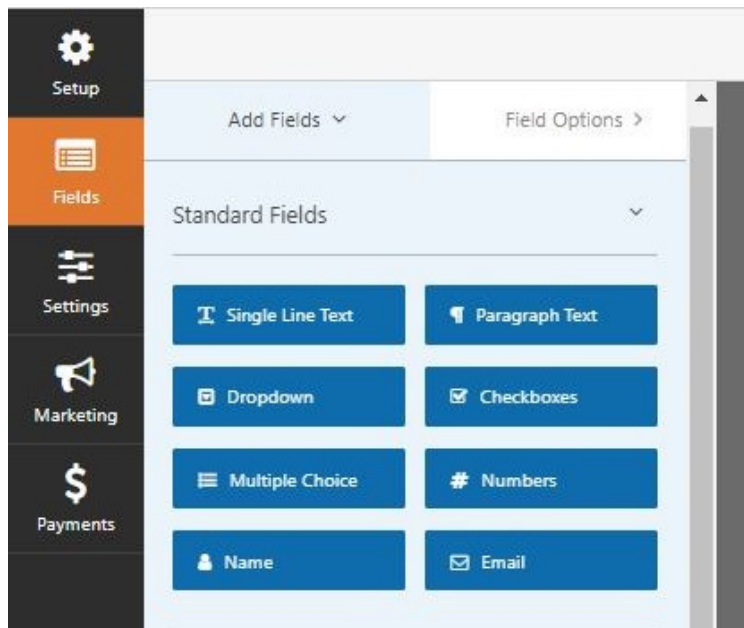 Setup
Fields
Settings
Marketing
Payments
Add Fields
Field Options
Standard Fields
Single Line Text
Paragraph Text
Dropdown
Checkboxes
Multiple Choice
Numbers
Name
Email